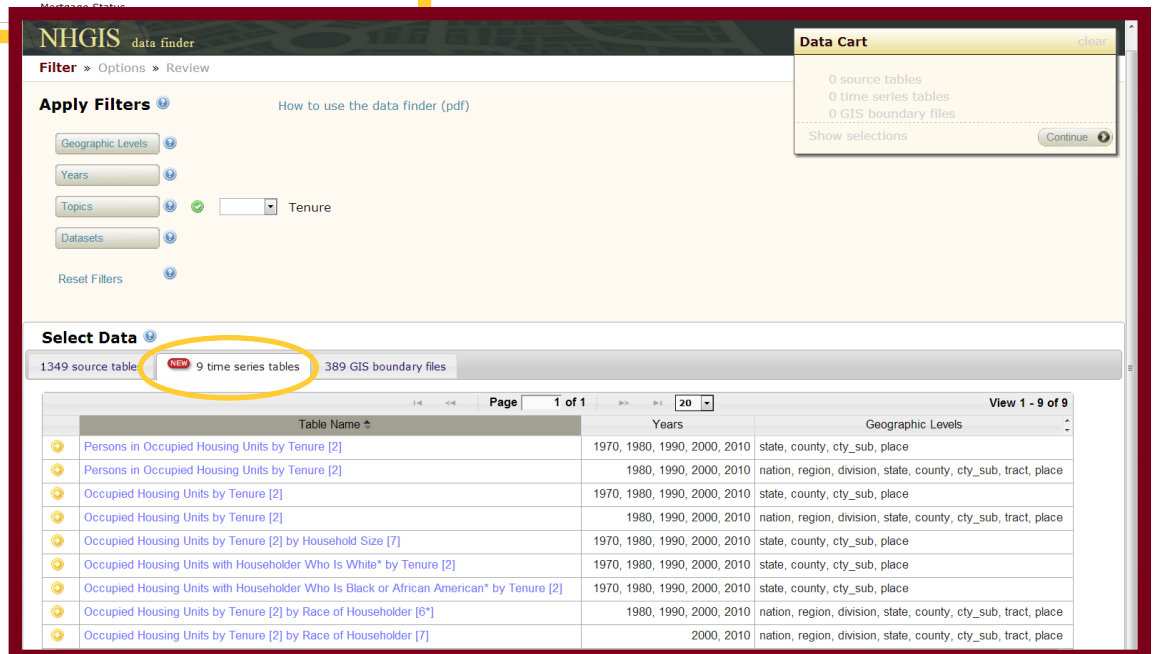 Mortgage Status
NHGIS data finder
Filter » Options » Review
Data Cart clear
0 source tables
0 time series tables
0 GIS boundary files
Show selections Continue
Apply Filters How to use the data finder (pdf)
Geographic Levels
Years
Topics Tenure
Datasets
Reset Filters
Select Data
1349 source tables NEW 9 time series tables 389 GIS boundary files
Page 1 of 1 20 View 1 - 9 of 9
Table Name Years Geographic Levels
Persons in Occupied Housing Units by Tenure [2] 1970, 1980, 1990, 2000, 2010 state, county, cty_sub, place
Persons in Occupied Housing Units by Tenure [2] 1980, 1990, 2000, 2010 nation, region, division, state, county, cty_sub, tract, place
Occupied Housing Units by Tenure [2] 1970, 1980, 1990, 2000, 2010 state, county, cty_sub, place
Occupied Housing Units by Tenure [2] 1980, 1990, 2000, 2010 nation, region, division, state, county, cty_sub, tract, place
Occupied Housing Units by Tenure [2] by Household Size [7] 1970, 1980, 1990, 2000, 2010 state, county, cty_sub, place
Occupied Housing Units with Householder Who Is White* by Tenure [2] 1970, 1980, 1990, 2000, 2010 state, county, cty_sub, place
Occupied Housing Units with Householder Who Is Black or African American* by Tenure [2] 1970, 1980, 1990, 2000, 2010 state, county, cty_sub, place
Occupied Housing Units by Tenure [2] by Race of Householder [6*] 1980, 1990, 2000, 2010 nation, region, division, state, county, cty_sub, tract, place
Occupied Housing Units by Tenure [2] by Race of Householder [7] 2000, 2010 nation, region, division, state, county, cty_sub, tract, place